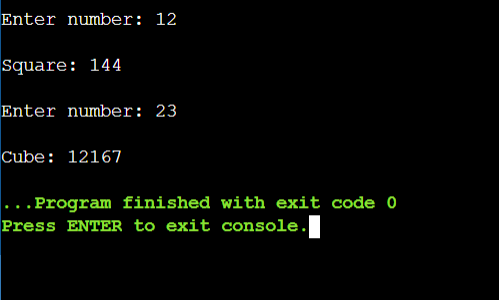 Enter number: 12
Square: 144
Enter number: 23
Cube: 12167
...Program finished with exit code 0
Press ENTER to exit console.